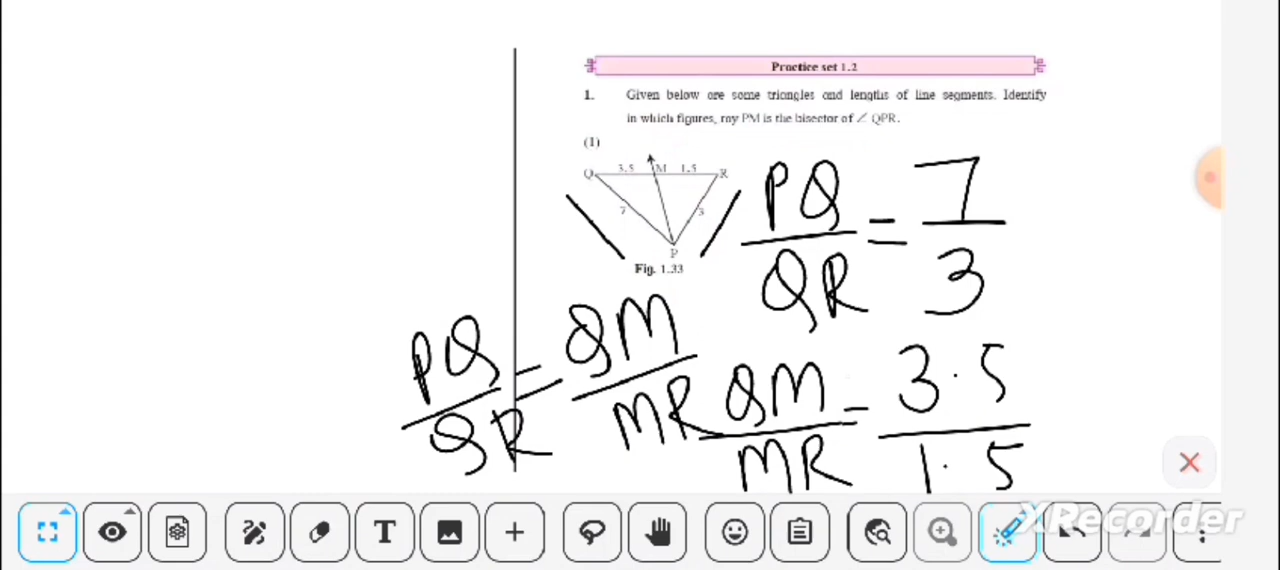 Practice set 1.2
1. Given below are some triangles and lengths of line segments. Identify
in which figures, ray PM is the bisector of ∠ QPR.
(1)
Q 3.5 M 1.5 R
7 3
P
Fig. 1.33
PQ/QR = 7/3
PQ/QR = QM/MR
QM/MR = 3.5/1.5
T
XRecorder